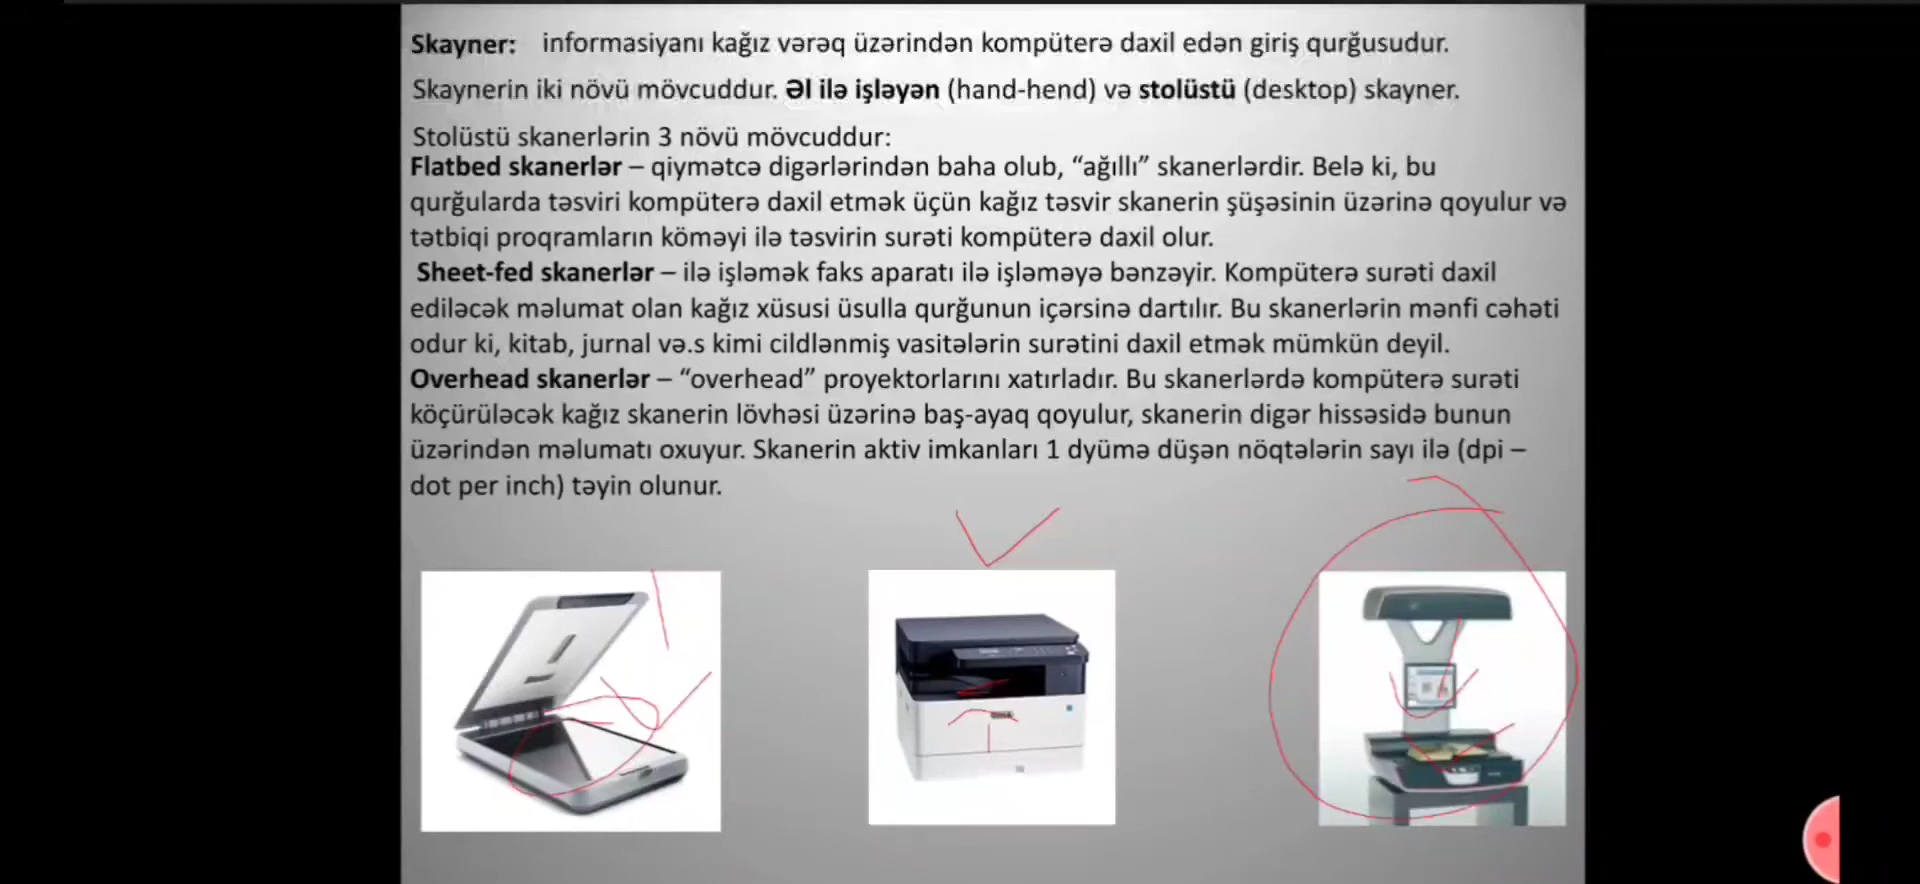 Skayner: informasiyanı kağız vərəq üzərindən kompüterə daxil edən giriş qurğusudur.
Skaynerin iki növü mövcuddur. Əl ilə işləyən (hand-hend) və stolüstü (desktop) skayner.
Stolüstü skanerlərin 3 növü mövcuddur:
Flatbed skanerlər – qiymətcə digərlərindən baha olub, “ağıllı” skanerlərdir. Belə ki, bu
qurğularda təsviri kompüterə daxil etmək üçün kağız təsvir skanerin şüşəsinin üzərinə qoyulur və
tətbiqi proqramların köməyi ilə təsvirin surəti kompüterə daxil olur.
Sheet-fed skanerlər – ilə işləmək faks aparatı ilə işləməyə bənzəyir. Kompüterə surəti daxil
ediləcək məlumat olan kağız xüsusi üsulla qurğunun içərsinə dartılır. Bu skanerlərin mənfi cəhəti
odur ki, kitab, jurnal və.s kimi cildlənmiş vasitələrin surətini daxil etmək mümkün deyil.
Overhead skanerlər – “overhead” proyektorlarını xatırladır. Bu skanerlərdə kompüterə surəti
köçürüləcək kağız skanerin lövhəsi üzərinə baş-ayaq qoyulur, skanerin digər hissəsidə bunun
üzərindən məlumatı oxuyur. Skanerin aktiv imkanları 1 dyümə düşən nöqtələrin sayı ilə (dpi –
dot per inch) təyin olunur.